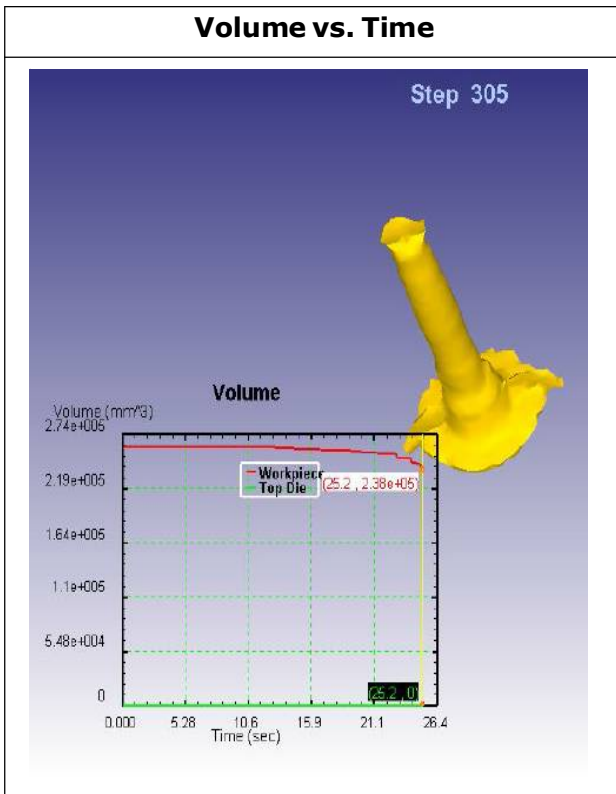 Volume vs. Time
Step 305
Volume
Volume (mm^3)
2.74e+005
2.19e+005
1.64e+005
1.1e+005
5.48e+004
0
Workpiece
Top Die
(25.2 , 2.38e+05)
(25.2 , 0)
0.000 5.28 10.6 15.9 21.1 26.4
Time (sec)